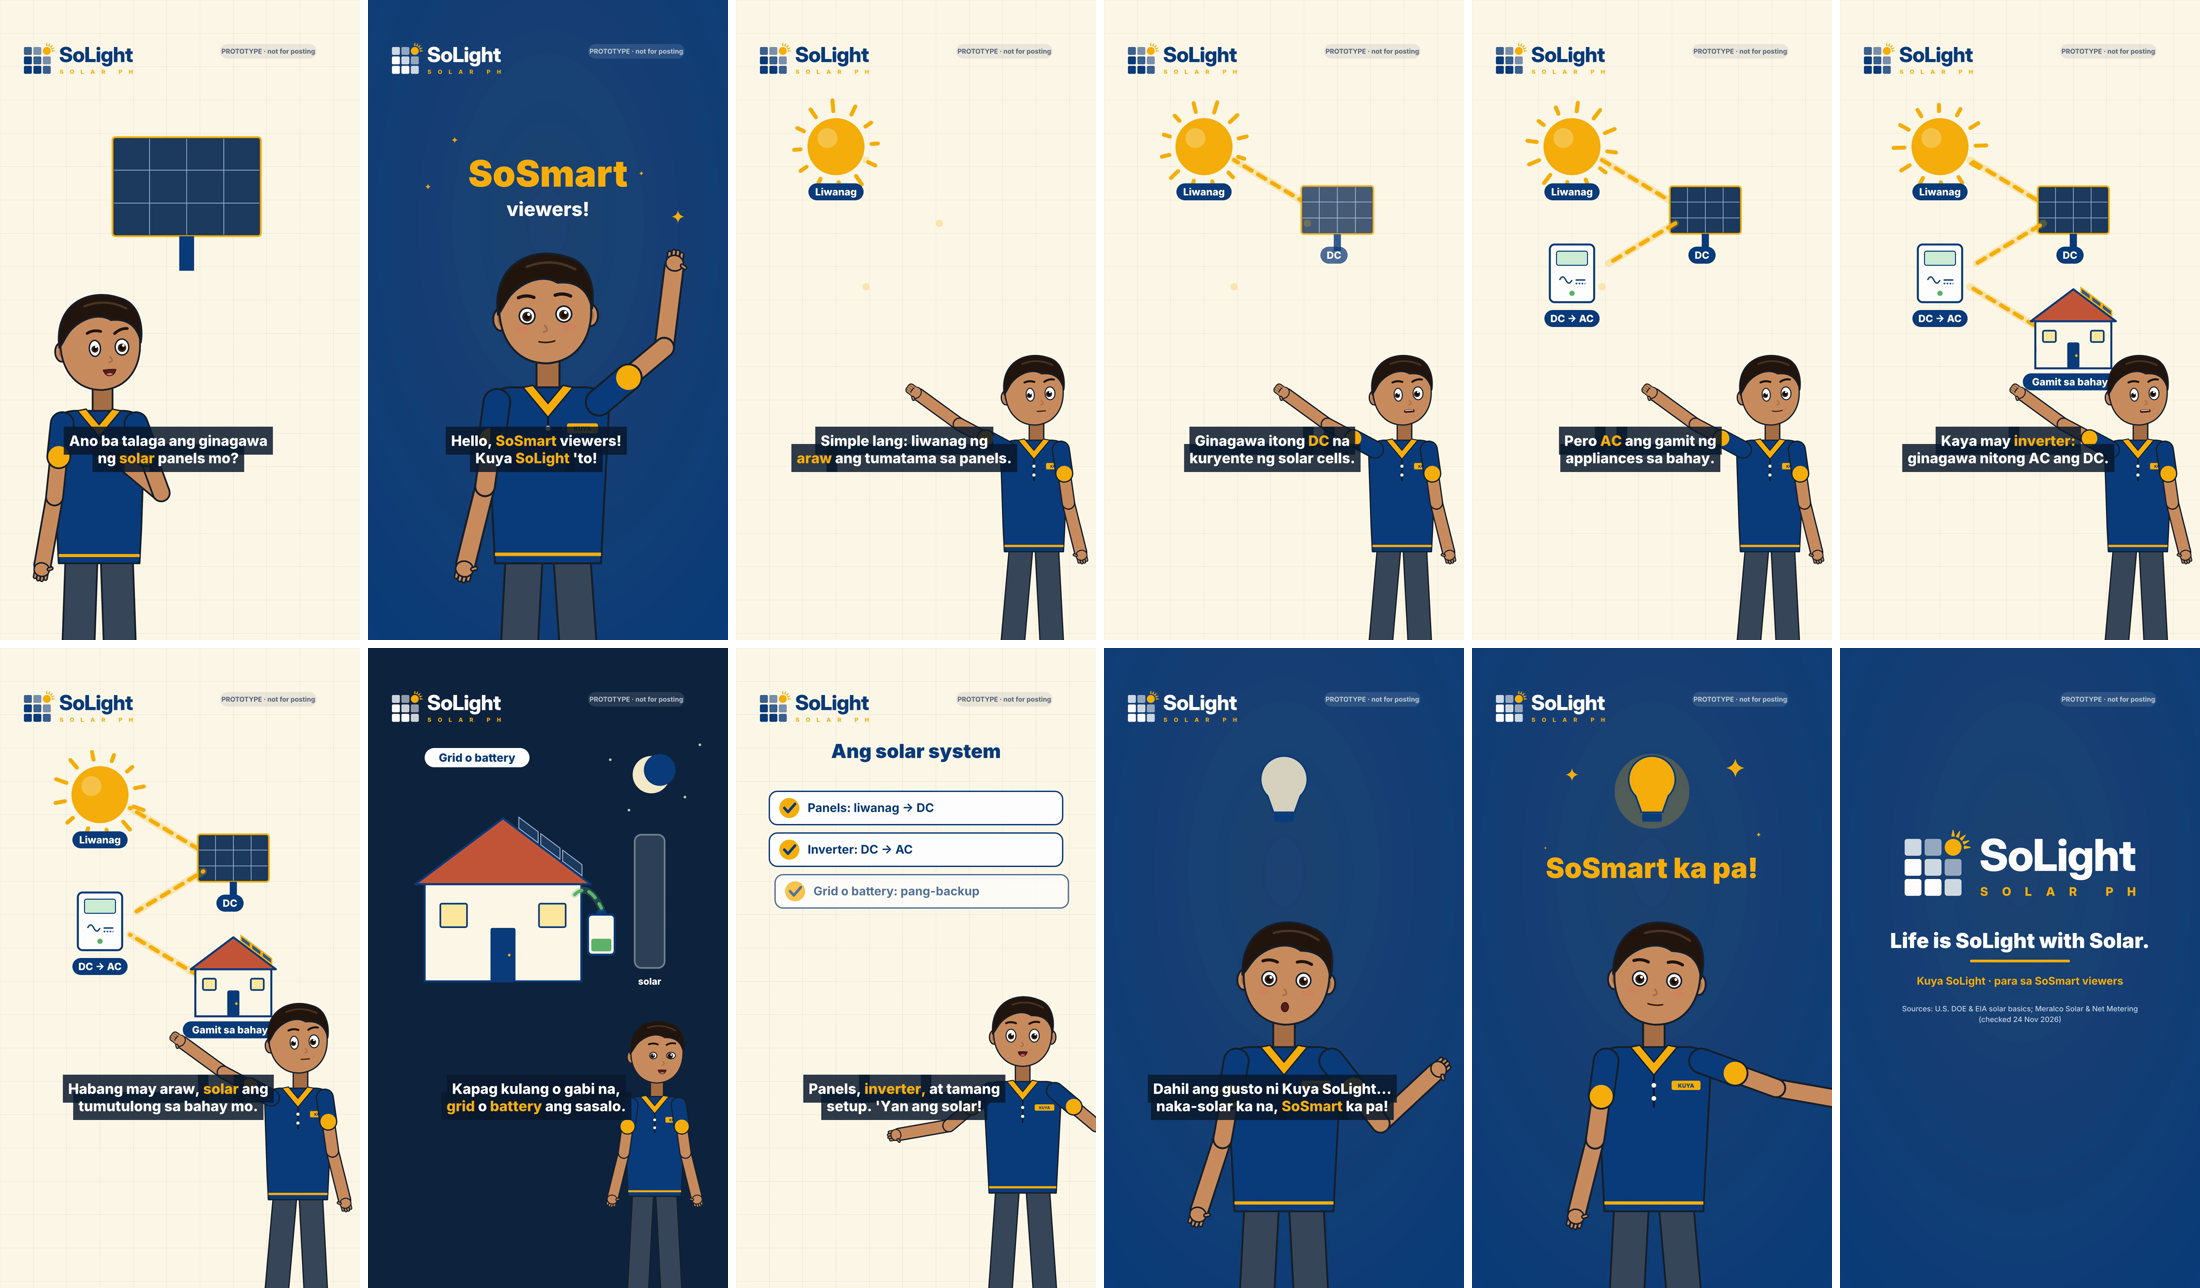 SoLight
SOLAR PH
PROTOTYPE - not for posting
Ano ba talaga ang ginagawa
ng solar panels mo?
SoLight
SOLAR PH
PROTOTYPE - not for posting
SoSmart
viewers!
KUYA
Hello, SoSmart viewers!
Kuya SoLight 'to!
SoLight
SOLAR PH
PROTOTYPE - not for posting
Liwanag
Simple lang: liwanag ng
araw ang tumatama sa panels.
SoLight
SOLAR PH
PROTOTYPE - not for posting
Liwanag
DC
Ginagawa itong DC na
kuryente ng solar cells.
SoLight
SOLAR PH
PROTOTYPE - not for posting
Liwanag
DC
DC → AC
Pero AC ang gamit ng
appliances sa bahay.
SoLight
SOLAR PH
PROTOTYPE - not for posting
Liwanag
DC
DC → AC
Gamit sa bahay
Kaya may inverter:
ginagawa nitong AC ang DC.
SoLight
SOLAR PH
PROTOTYPE - not for posting
Liwanag
DC
DC → AC
Gamit sa bahay
Habang may araw, solar ang
tumutulong sa bahay mo.
SoLight
SOLAR PH
PROTOTYPE - not for posting
Grid o battery
solar
Kapag kulang o gabi na,
grid o battery ang sasalo.
SoLight
SOLAR PH
PROTOTYPE - not for posting
Ang solar system
Panels: liwanag → DC
Inverter: DC → AC
Grid o battery: pang-backup
Panels, inverter, at tamang
setup. 'Yan ang solar!
KUYA
SoLight
SOLAR PH
PROTOTYPE - not for posting
Dahil ang gusto ni Kuya SoLight...
naka-solar ka na, SoSmart ka pa!
SoLight
SOLAR PH
PROTOTYPE - not for posting
SoSmart ka pa!
KUYA
PROTOTYPE - not for posting
SoLight
SOLAR PH
Life is SoLight with Solar.
Kuya SoLight · para sa SoSmart viewers
Sources: U.S. DOE & EIA solar basics; Meralco Solar & Net Metering
(checked 24 Nov 2026)